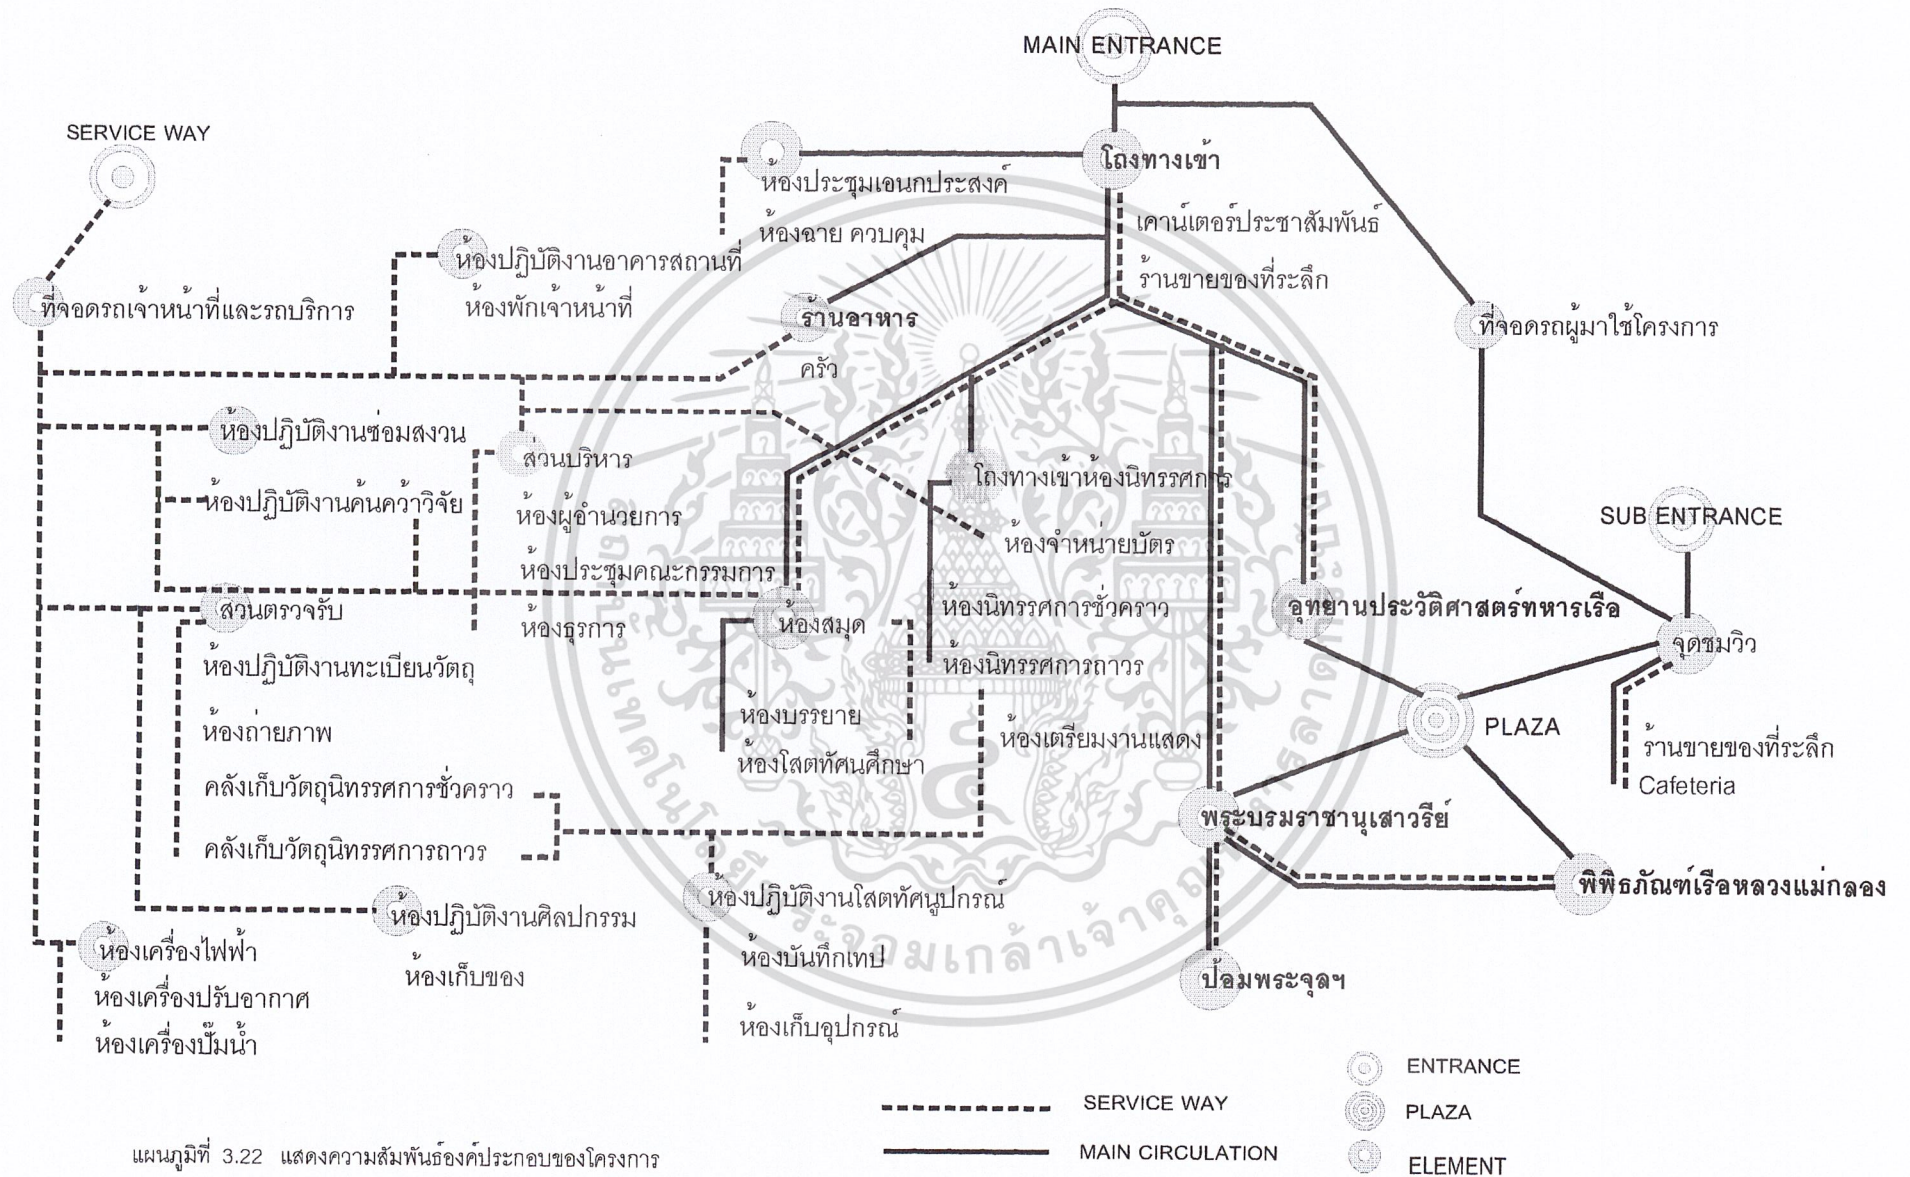 MAIN ENTRANCE
SERVICE WAY
โถงทางเข้า
ห้องประชุมเอนกประสงค์
ห้องฉาย ควบคุม
เคาน์เตอร์ประชาสัมพันธ์
ร้านขายของที่ระลึก
ห้องปฏิบัติงานอาคารสถานที่
ห้องพักเจ้าหน้าที่
ที่จอดรถเจ้าหน้าที่และรถบริการ
ร้านอาหาร
ครัว
ที่จอดรถผู้มาใช้โครงการ
ห้องปฏิบัติงานซ่อมสงวน
ห้องปฏิบัติงานค้นคว้าวิจัย
ส่วนบริหาร
ห้องผู้อำนวยการ
ห้องประชุมคณะกรรมการ
ห้องธุรการ
โถงทางเข้าห้องนิทรรศการ
ห้องจำหน่ายบัตร
ห้องนิทรรศการชั่วคราว
ห้องนิทรรศการถาวร
ห้องเตรียมงานแสดง
SUB ENTRANCE
อุทยานประวัติศาสตร์ทหารเรือ
จุดชมวิว
ร้านขายของที่ระลึก
Cafeteria
PLAZA
ส่วนตรวจรับ
ห้องปฏิบัติงานทะเบียนวัตถุ
ห้องถ่ายภาพ
คลังเก็บวัตถุนิทรรศการชั่วคราว
คลังเก็บวัตถุนิทรรศการถาวร
ห้องสมุด
ห้องบรรยาย
ห้องโสตทัศนศึกษา
พระบรมราชานุเสาวรีย์
พิพิธภัณฑ์เรือหลวงแม่กลอง
ป้อมพระจุลฯ
ห้องปฏิบัติงานศิลปกรรม
ห้องเก็บของ
ห้องปฏิบัติงานโสตทัศนูปกรณ์
ห้องบันทึกเทป
ห้องเก็บอุปกรณ์
ห้องเครื่องไฟฟ้า
ห้องเครื่องปรับอากาศ
ห้องเครื่องปั๊มน้ำ
ENTRANCE
SERVICE WAY
PLAZA
MAIN CIRCULATION
ELEMENT
แผนภูมิที่ 3.22 แสดงความสัมพันธ์องค์ประกอบของโครงการ